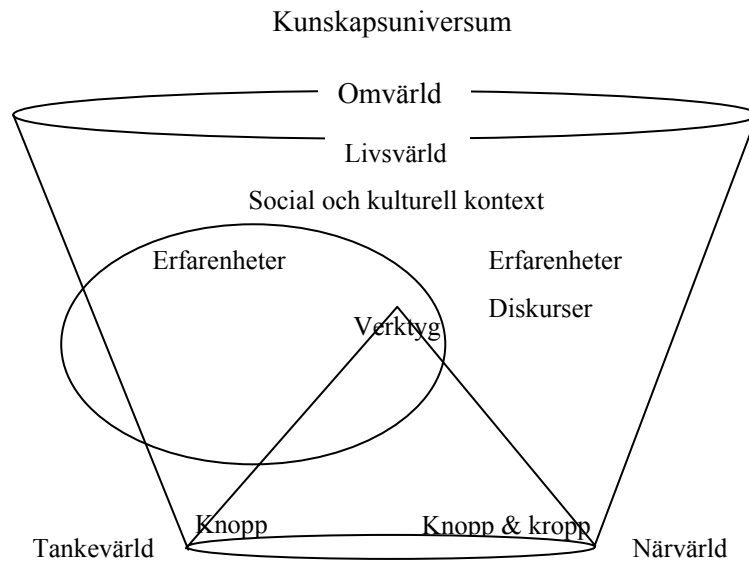 Kunskapsuniversum
Omvärld
Livsvärld
Social och kulturell kontext
Erfarenheter
Erfarenheter
Diskurser
Verktyg
Knopp
Knopp & kropp
Tankevärld
Närvärld